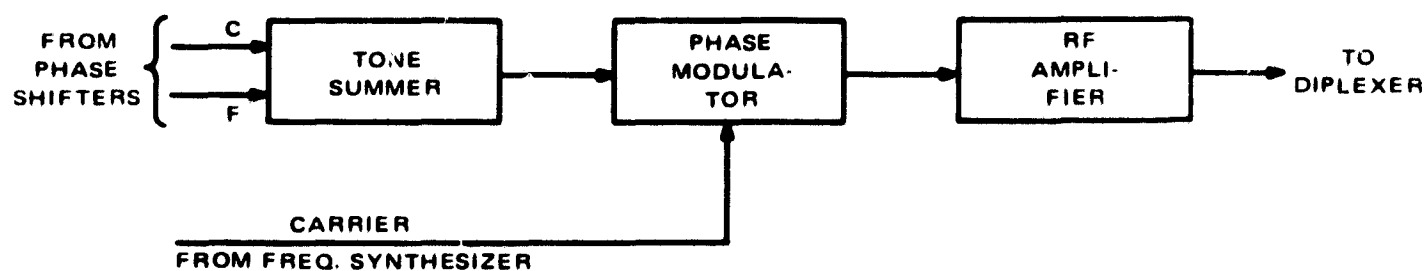 FROM
PHASE
SHIFTERS
C
F
TONE
SUMMER
PHASE
MODULA-
TOR
RF
AMPLI-
FIER
TO
DIPLEXER
CARRIER
FROM FREQ. SYNTHESIZER